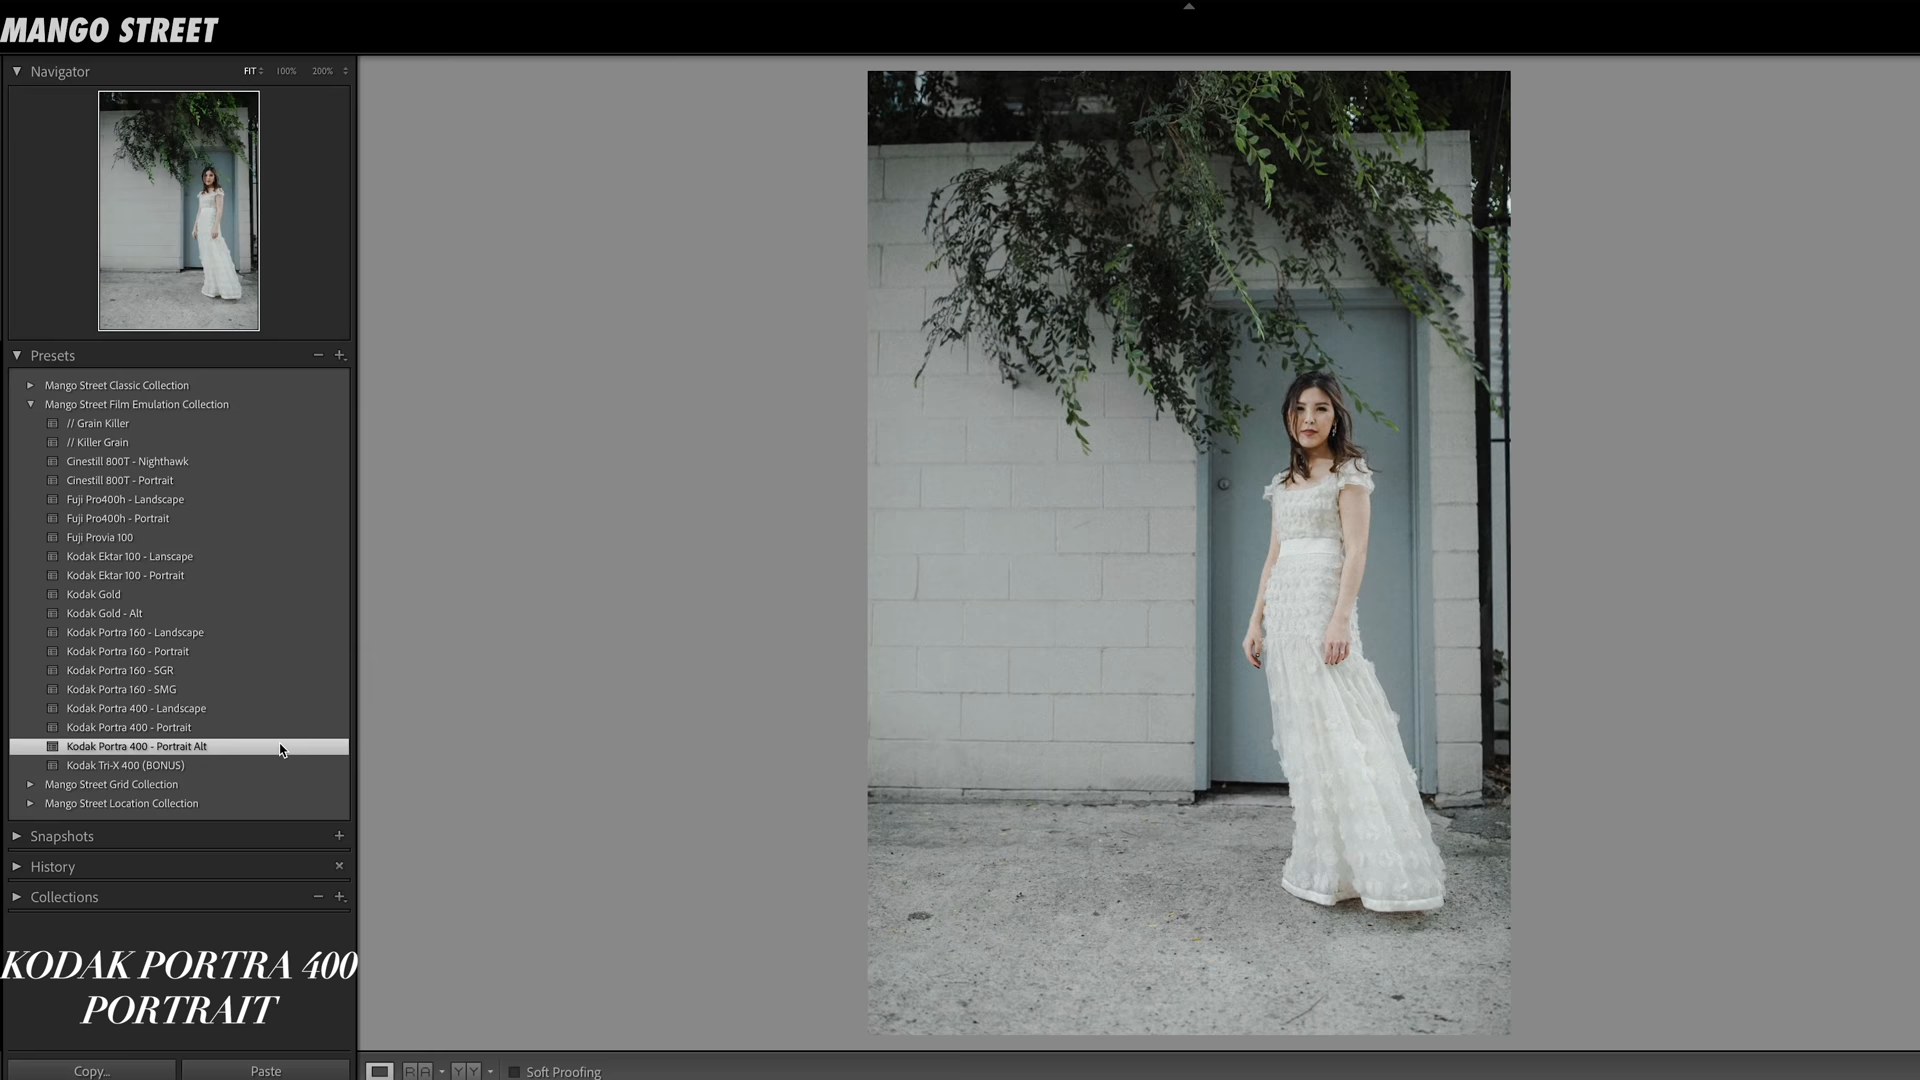 MANGO STREET
Navigator
FIT 100% 200%
Presets
Mango Street Classic Collection
Mango Street Film Emulation Collection
// Grain Killer
// Killer Grain
Cinestill 800T - Nighthawk
Cinestill 800T - Portrait
Fuji Pro400h - Landscape
Fuji Pro400h - Portrait
Fuji Provia 100
Kodak Ektar 100 - Lanscape
Kodak Ektar 100 - Portrait
Kodak Gold
Kodak Gold - Alt
Kodak Portra 160 - Landscape
Kodak Portra 160 - Portrait
Kodak Portra 160 - SGR
Kodak Portra 160 - SMG
Kodak Portra 400 - Landscape
Kodak Portra 400 - Portrait
Kodak Portra 400 - Portrait Alt
Kodak Tri-X 400 (BONUS)
Mango Street Grid Collection
Mango Street Location Collection
Snapshots
History
Collections
KODAK PORTRA 400
PORTRAIT
Copy... Paste
R A Y Y Soft Proofing